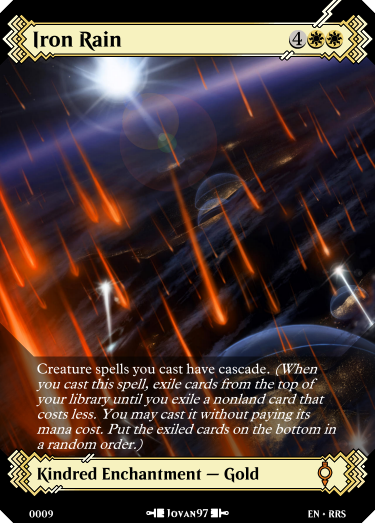 Iron Rain 4
Creature spells you cast have cascade. (When
you cast this spell, exile cards from the top of
your library until you exile a nonland card that
costs less. You may cast it without paying its
mana cost. Put the exiled cards on the bottom in
a random order.)
Kindred Enchantment — Gold
0009 Jovan97 EN • RRS